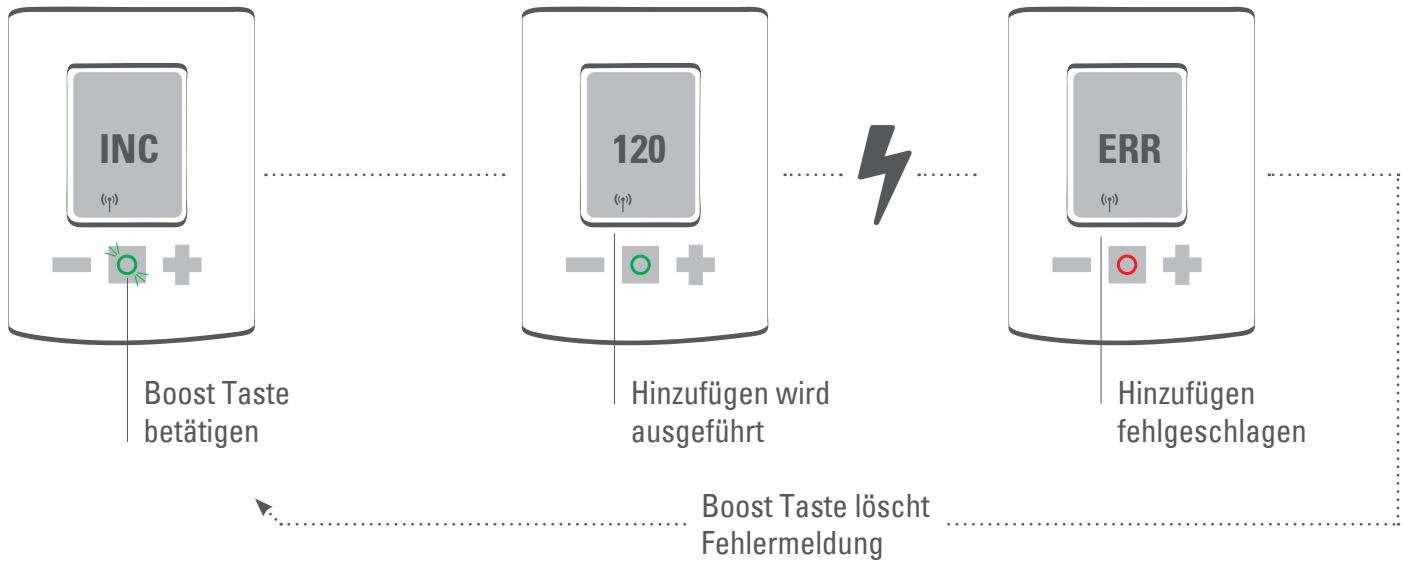 INC
120
ERR
Boost Taste
betätigen
Hinzufügen wird
ausgeführt
Hinzufügen
fehlgeschlagen
Boost Taste löscht
Fehlermeldung